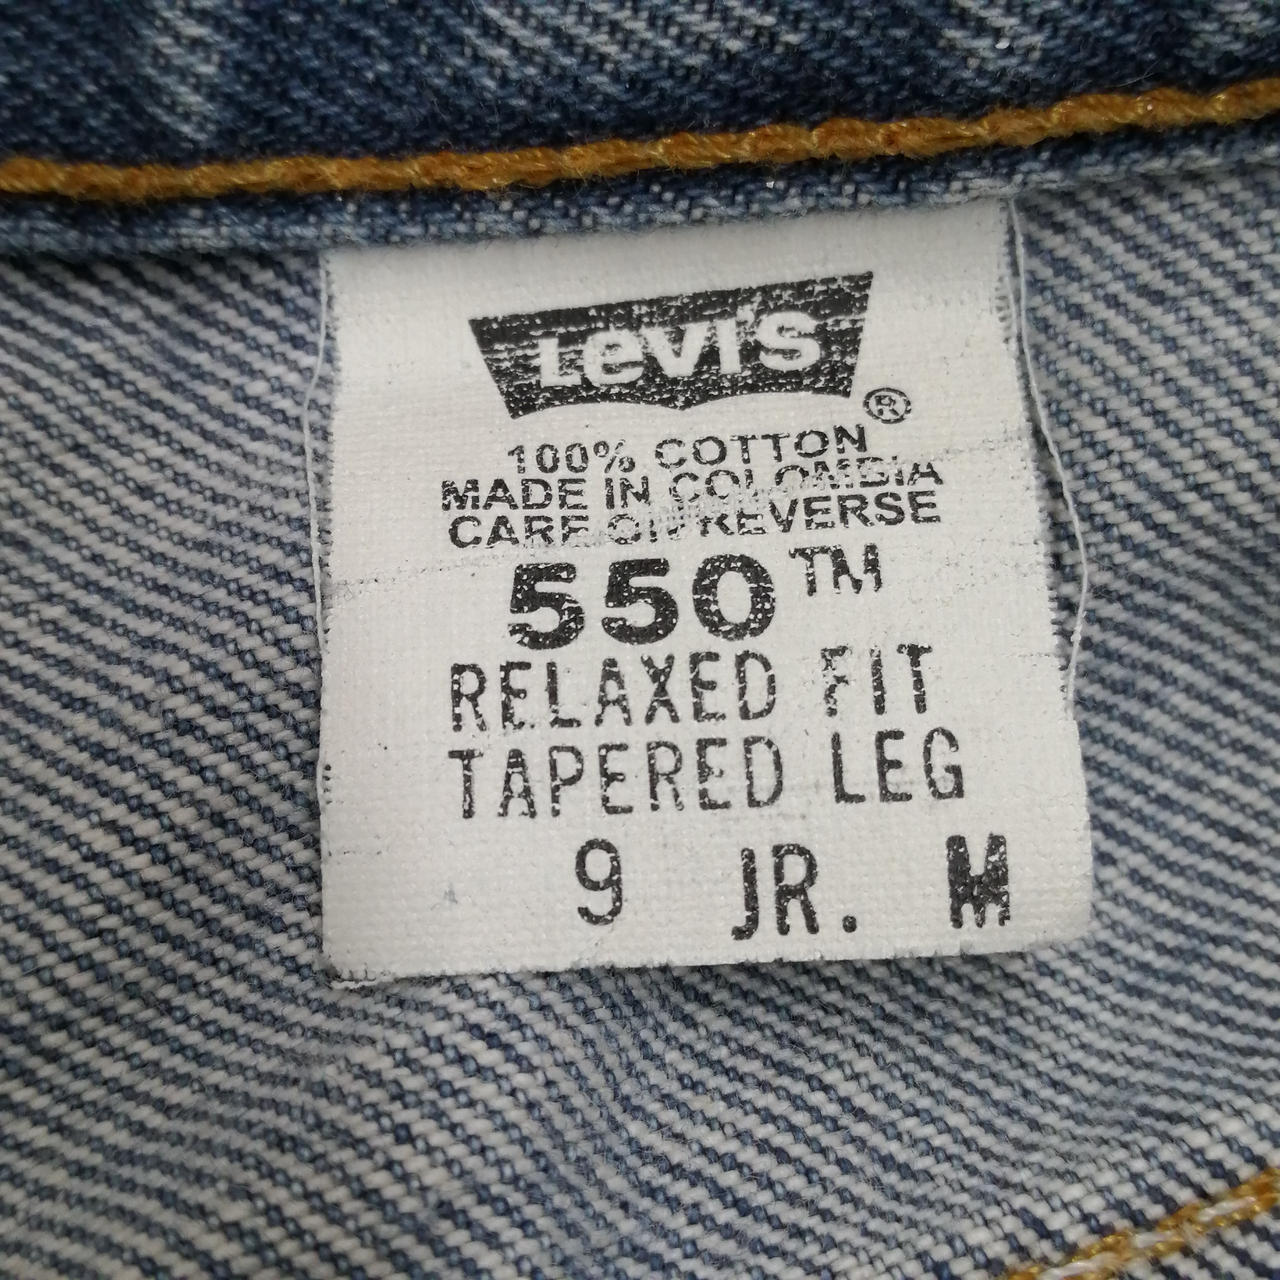 Levi's ®
100% COTTON
MADE IN COLOMBIA
CARE ON REVERSE
550™
RELAXED FIT
TAPERED LEG
9 JR. M